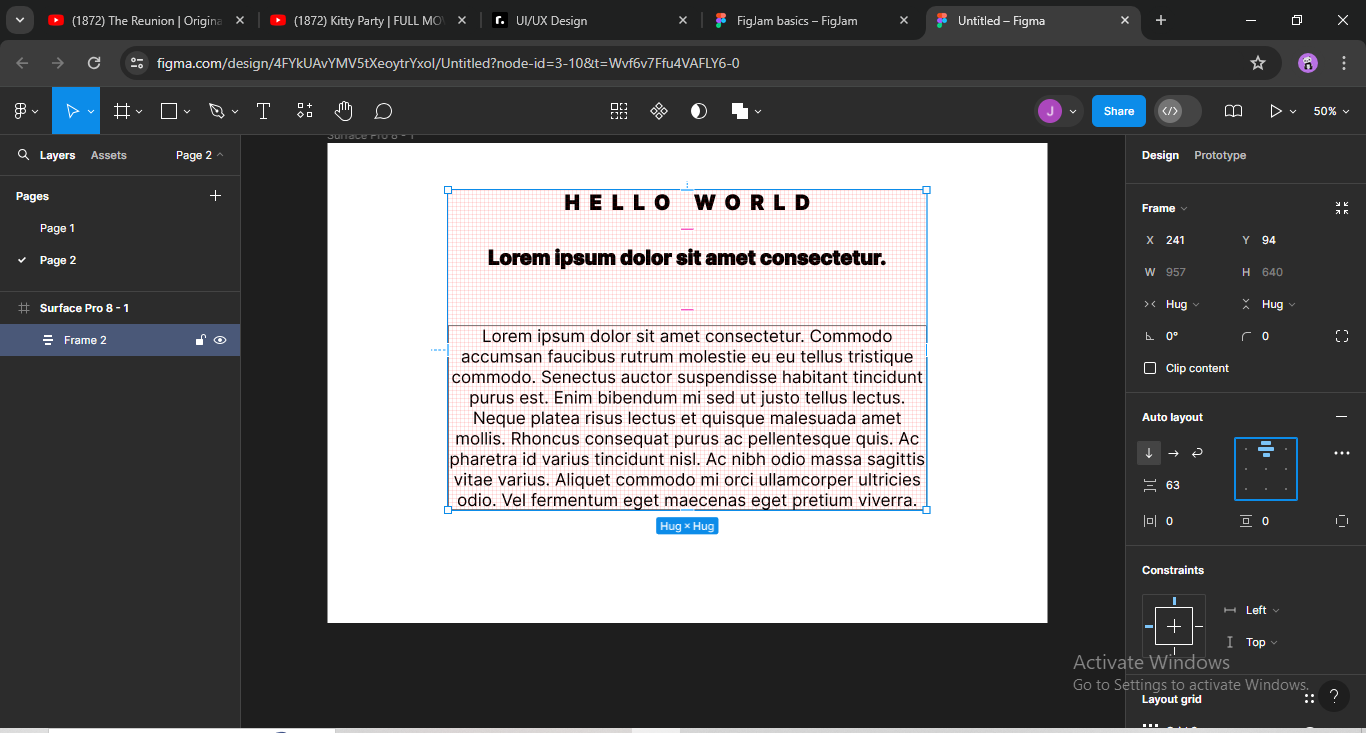 (1872) The Reunion | Origina
(1872) Kitty Party | FULL MOV
UI/UX Design
FigJam basics – FigJam
Untitled – Figma
figma.com/design/4FYkUAvYMV5tXeoytrYxol/Untitled?node-id=3-10&t=Wvf6v7Ffu4VAFLY6-0
J
Share
50%
Layers
Assets
Page 2
Pages
Page 1
Page 2
Surface Pro 8 - 1
Frame 2
Surface Pro 8 - 1
HELLO WORLD
Lorem ipsum dolor sit amet consectetur.
Lorem ipsum dolor sit amet consectetur. Commodo
accumsan faucibus rutrum molestie eu eu tellus tristique
commodo. Senectus auctor suspendisse habitant tincidunt
purus est. Enim bibendum mi sed ut justo tellus lectus.
Neque platea risus lectus et quisque malesuada amet
mollis. Rhoncus consequat purus ac pellentesque quis. Ac
pharetra id varius tincidunt nisl. Ac nibh odio massa sagittis
vitae varius. Aliquet commodo mi orci ullamcorper ultricies
odio. Vel fermentum eget maecenas eget pretium viverra.
Hug × Hug
Design
Prototype
Frame
X 241
Y 94
W 957
H 640
Hug
Hug
0°
0
Clip content
Auto layout
63
0
0
Constraints
Left
Top
Activate Windows
Go to Settings to activate Windows.
Layout grid
?